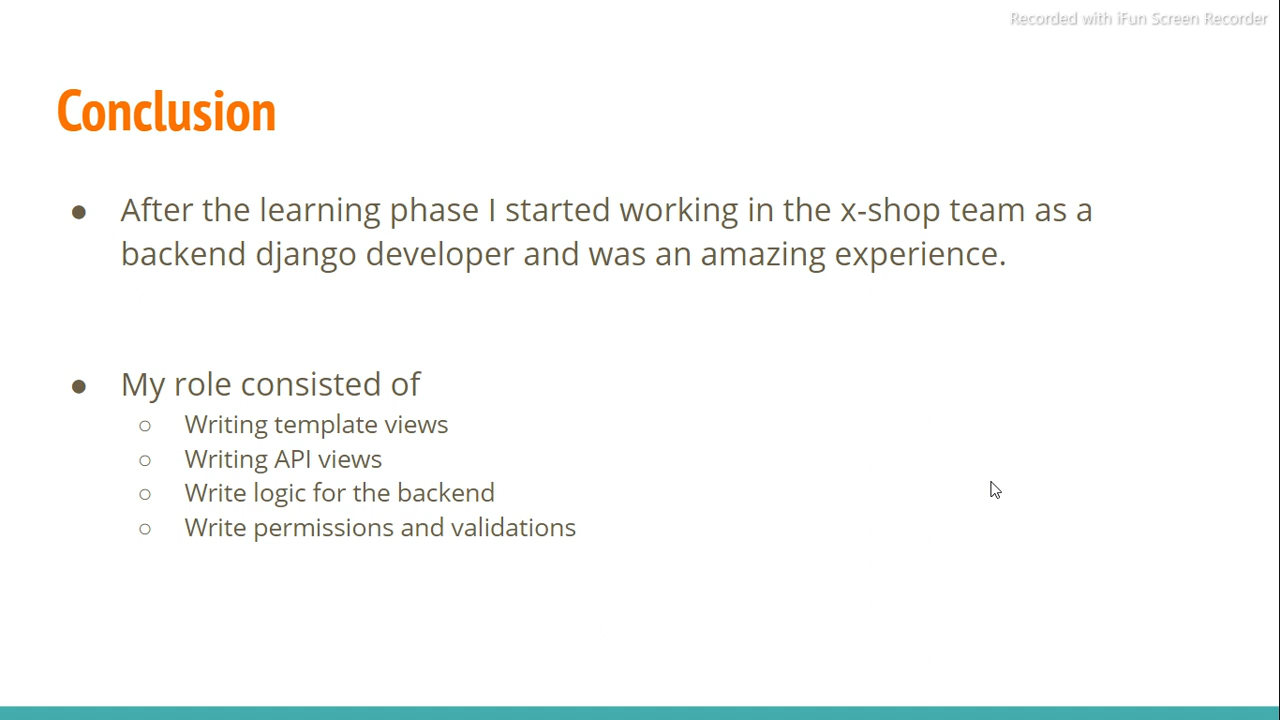 Recorded with iFun Screen Recorder
Conclusion
● After the learning phase I started working in the x-shop team as a
backend django developer and was an amazing experience.
● My role consisted of
○ Writing template views
○ Writing API views
○ Write logic for the backend
○ Write permissions and validations